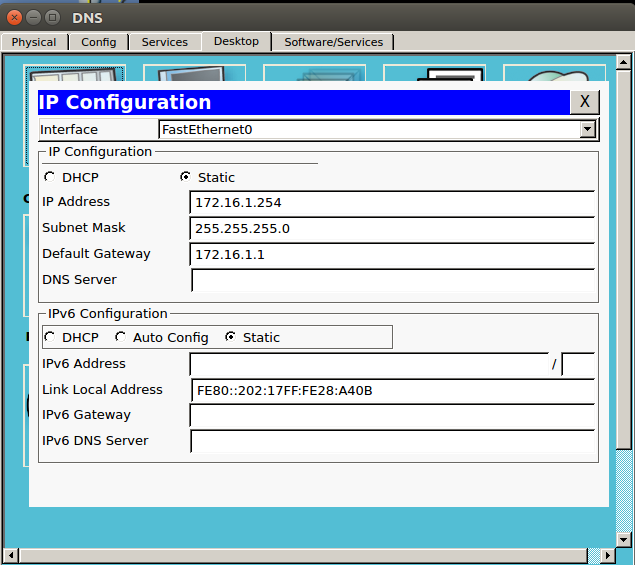 DNS
Physical Config Services Desktop Software/Services
IP Configuration X
Interface FastEthernet0
IP Configuration
DHCP Static
IP Address 172.16.1.254
Subnet Mask 255.255.255.0
Default Gateway 172.16.1.1
DNS Server
IPv6 Configuration
DHCP Auto Config Static
IPv6 Address /
Link Local Address FE80::202:17FF:FE28:A40B
IPv6 Gateway
IPv6 DNS Server